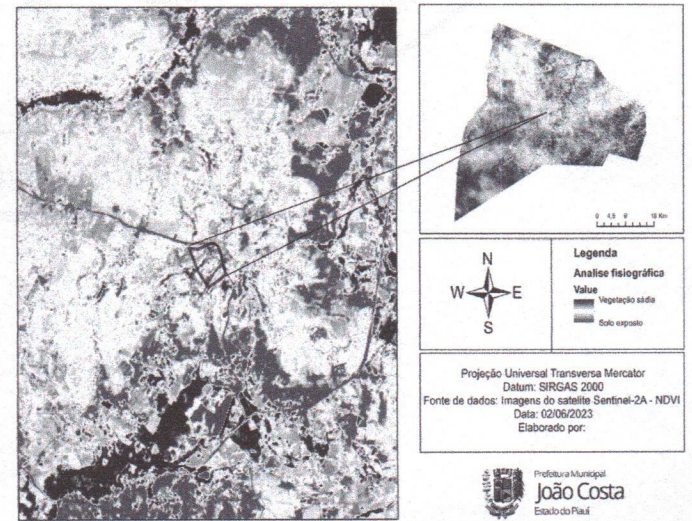 0 4,5 9 18 Km
N
W E
S
Legenda
Analise fisiográfica
Value
Vegetação sádia
Solo exposto
Projeção Universal Transversa Mercator
Datum: SIRGAS 2000
Fonte de dados: Imagens do satelite Sentinel-2A - NDVI
Data: 02/06/2023
Elaborado por:
Prefeitura Municipal
João Costa
Estado do Piauí